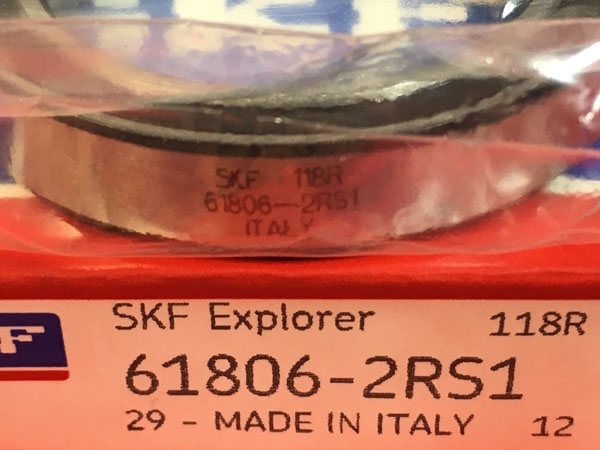 SKF 118R
61806-2RS1
ITALY
SKF Explorer 118R
61806-2RS1
29 - MADE IN ITALY 12